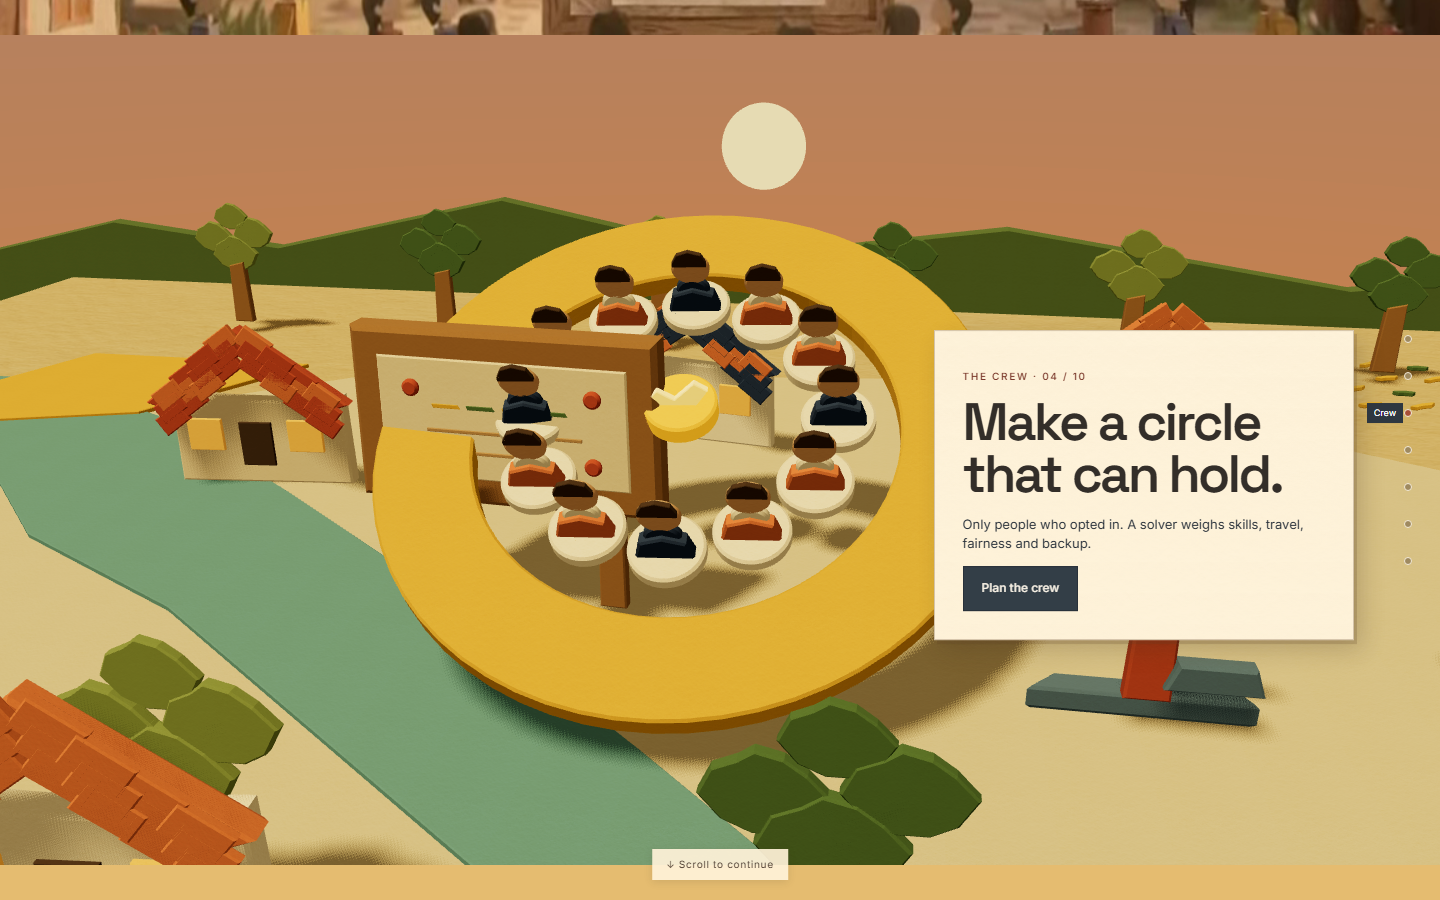 THE CREW · 04 / 10
Make a circle
that can hold.
Only people who opted in. A solver weighs skills, travel,
fairness and backup.
Plan the crew
Crew
↓ Scroll to continue